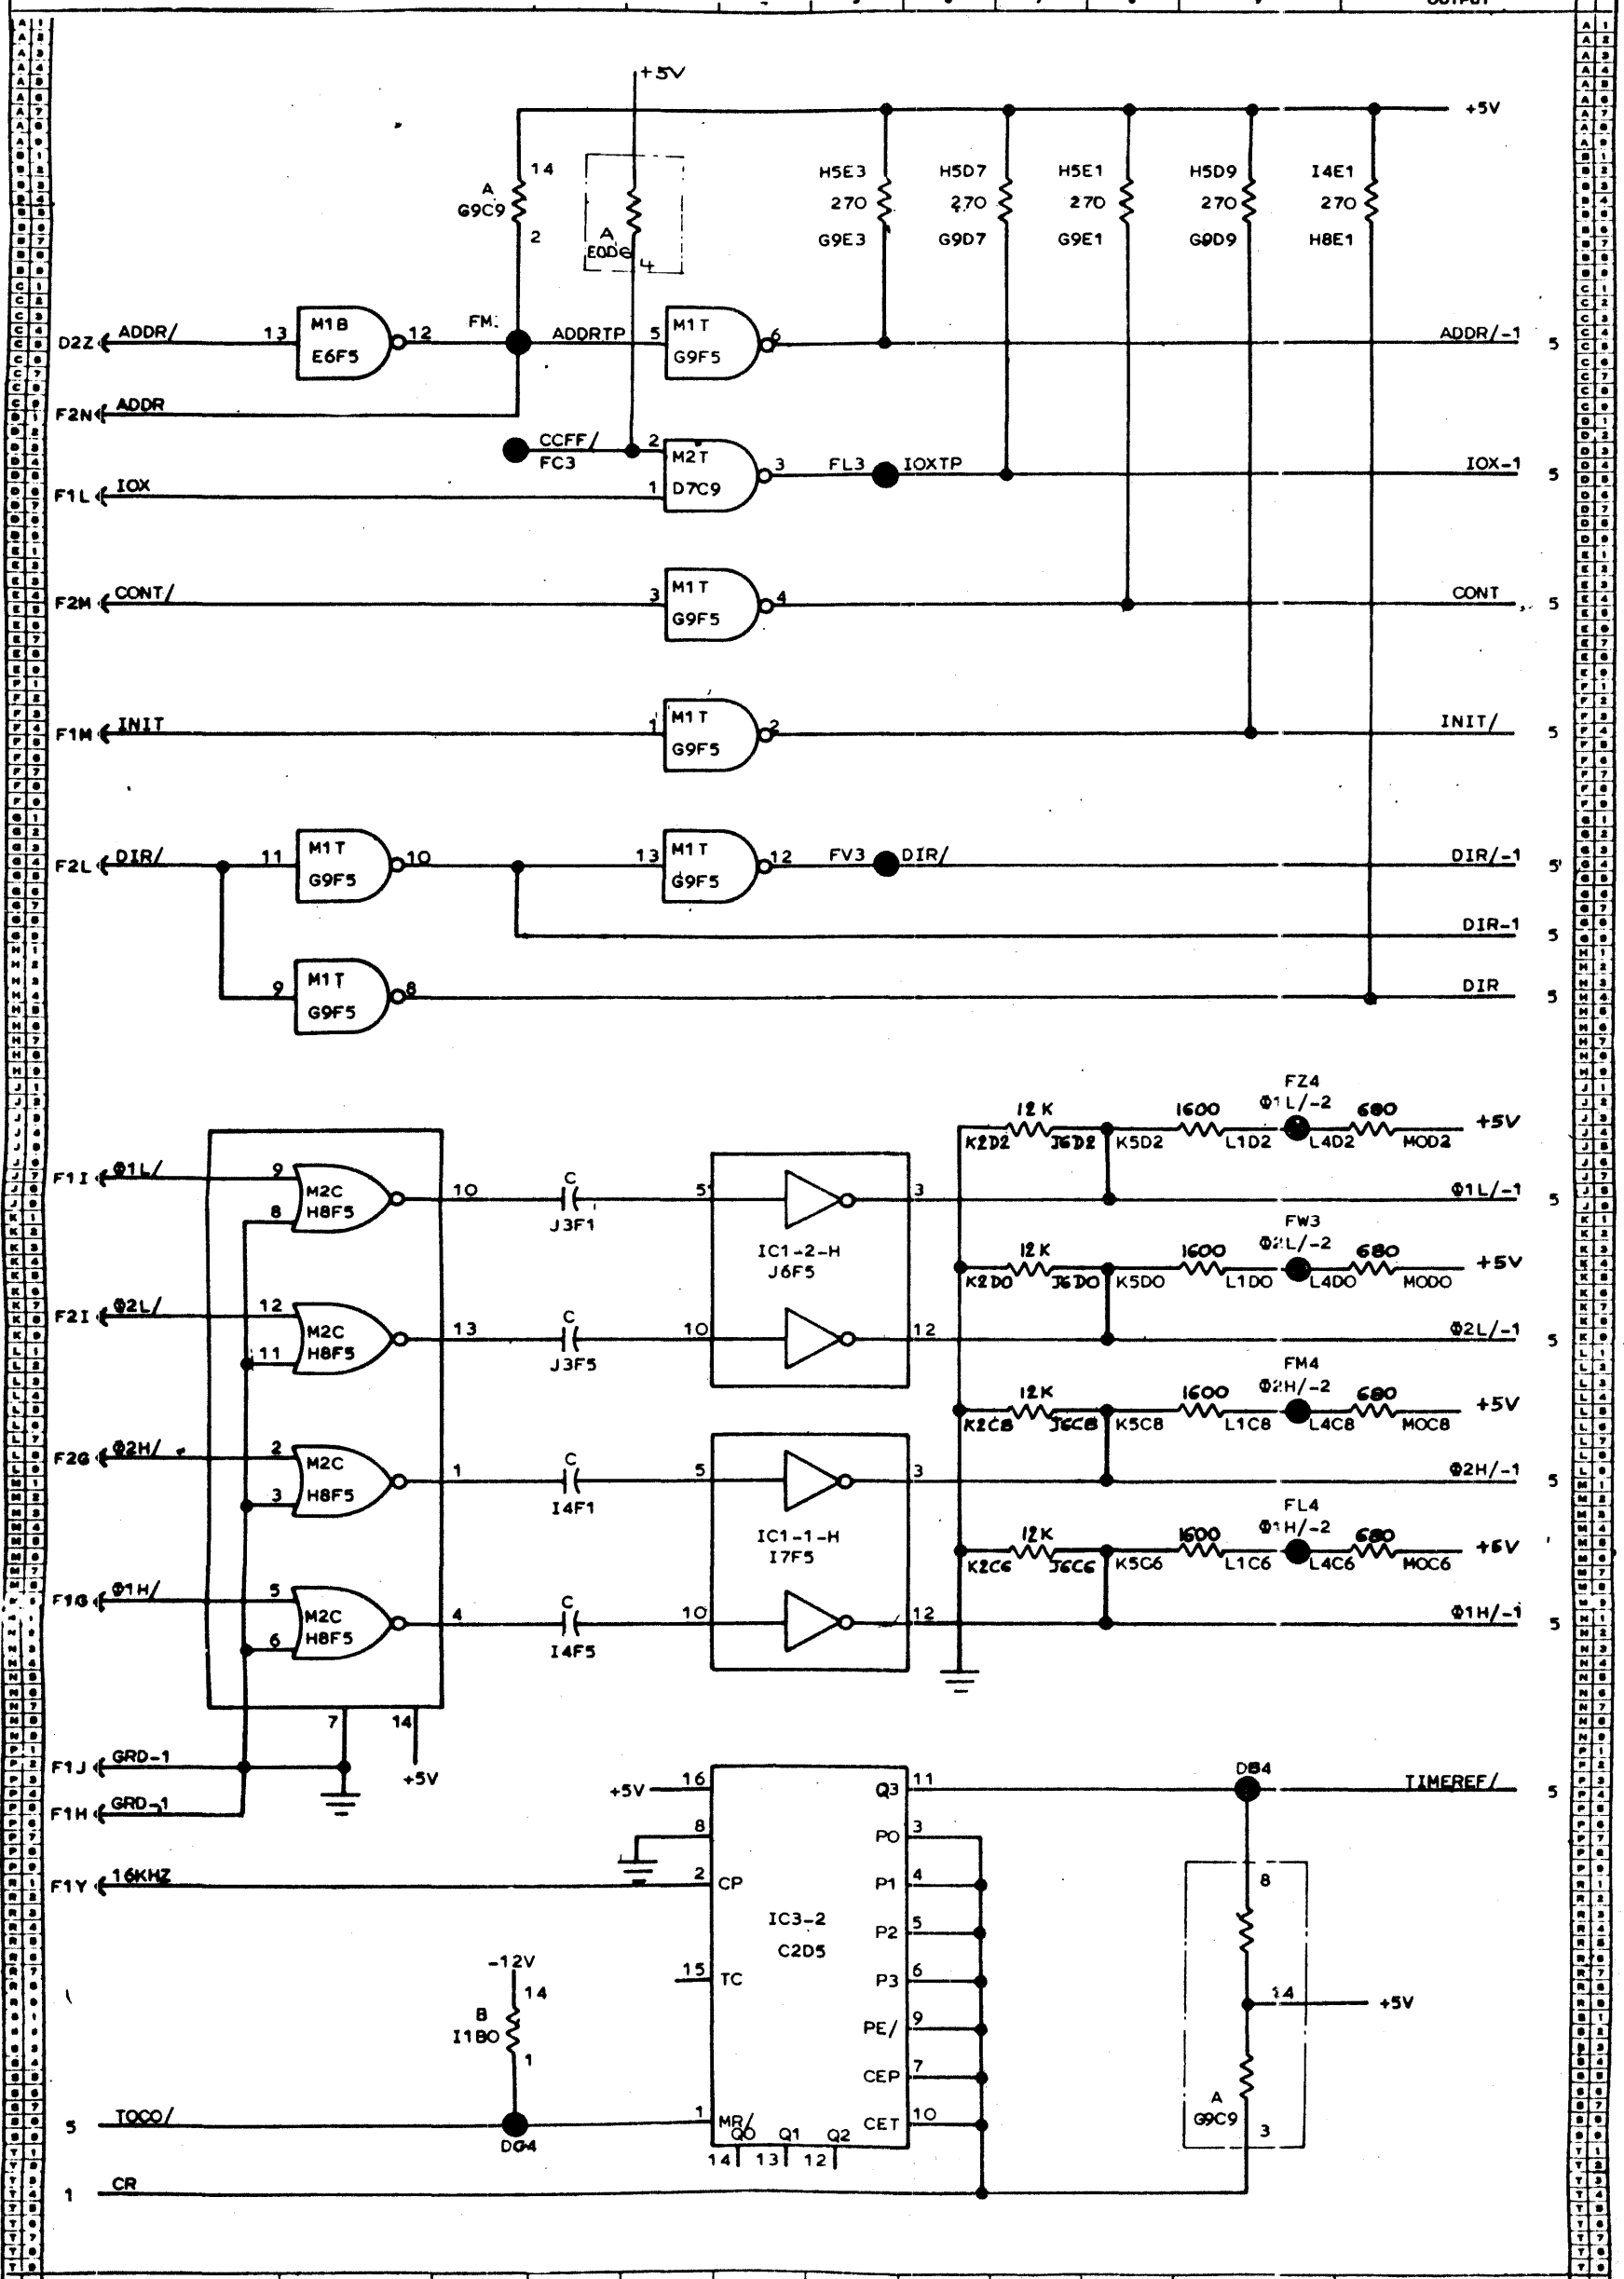 OUTPUT
+5V
+5V
14
A
G9C9
2
A
E0D6
4
H5E3
270
G9E3
H5D7
270
G9D7
H5E1
270
G9E1
H5D9
270
G9D9
I4E1
270
H8E1
D2Z ADDR/ 13 M1B E6F5 12 ADDRTP 5 M1T G9F5 6 ADDR/-1 5
F2N ADDR
CCFF/ 2
FC3
F1L IOX 1 M2T D7C9 3 FL3 IOXTP IOX-1 5
F2M CONT/ 3 M1T G9F5 4 CONT 5
F1M INIT 1 M1T G9F5 2 INIT/ 5
F2L DIR/ 11 M1T G9F5 10 13 M1T G9F5 12 FV3 DIR/ DIR/-1 5
DIR-1 5
9 M1T G9F5 8 DIR 5
FZ4
Φ1L/-2
12K 1600 680 +5V
K2D2 J6D2 K5D2 L1D2 L4D2 MOD2
F1I Φ1L/ 9 8 M2C H8F5 10 C J3F1 5 3 Φ1L/-1 5
IC1-2-H
J6F5
FW3
Φ2L/-2
12K 1600 680 +5V
K2D0 J6D0 K5D0 L1D0 L4D0 MOD0
F2I Φ2L/ 12 11 M2C H8F5 13 C J3F5 10 12 Φ2L/-1 5
FM4
Φ2H/-2
12K 1600 680 +5V
K2C8 J6C8 K5C8 L1C8 L4C8 MOC8
F2G Φ2H/ 2 3 M2C H8F5 1 C I4F1 5 3 Φ2H/-1 5
IC1-1-H
I7F5
FL4
Φ1H/-2
12K 1600 680 +5V
K2C6 J6C6 K5C6 L1C6 L4C6 MOC6
F1G Φ1H/ 5 6 M2C H8F5 4 C I4F5 10 12 Φ1H/-1 5
7 14
+5V
F1J GRD-1
F1H GRD-1
+5V 16 Q3 11 DB4 TIMEREF/ 5
8 P0 3
F1Y 16KHZ 2 CP P1 4
IC3-2
C2D5
P2 5
15 TC P3 6
PE/ 9
CEP 7
CET 10
8
14 +5V
A
G9C9
3
-12V
14
B
I1B0
1
5 TOCO/ 1 MR/
DC4
Q0 Q1 Q2
14 13 12
1 CR